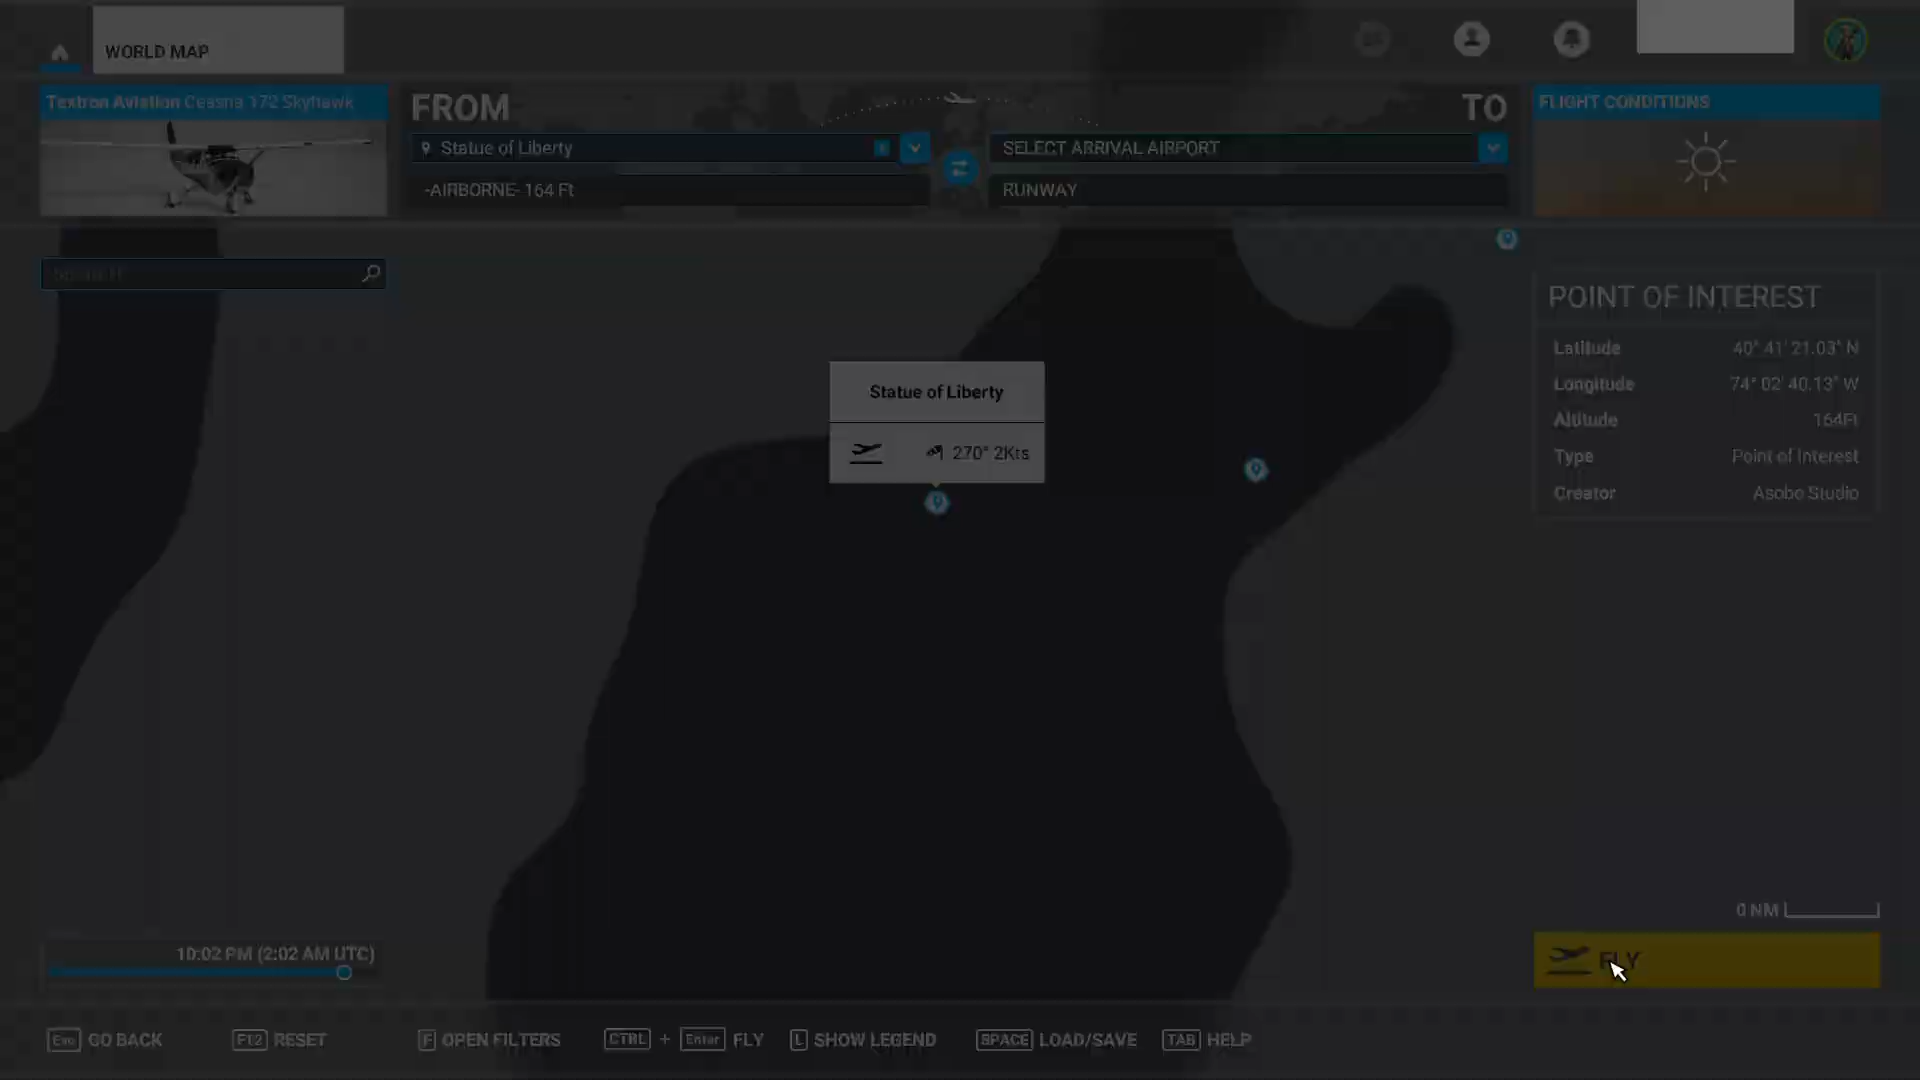 WORLD MAP
Textron Aviation Cessna 172 Skyhawk
FROM
TO
FLIGHT CONDITIONS
Statue of Liberty
SELECT ARRIVAL AIRPORT
-AIRBORNE- 164 Ft
RUNWAY
POINT OF INTEREST
Latitude 40° 41' 21.03" N
Longitude 74° 02' 40.13" W
Altitude 164Ft
Type Point of Interest
Creator Asobo Studio
Statue of Liberty
270° 2Kts
0 NM
10:02 PM (2:02 AM UTC)
FLY
Esc GO BACK
F12 RESET
F OPEN FILTERS
CTRL + Enter FLY
L SHOW LEGEND
SPACE LOAD/SAVE
TAB HELP